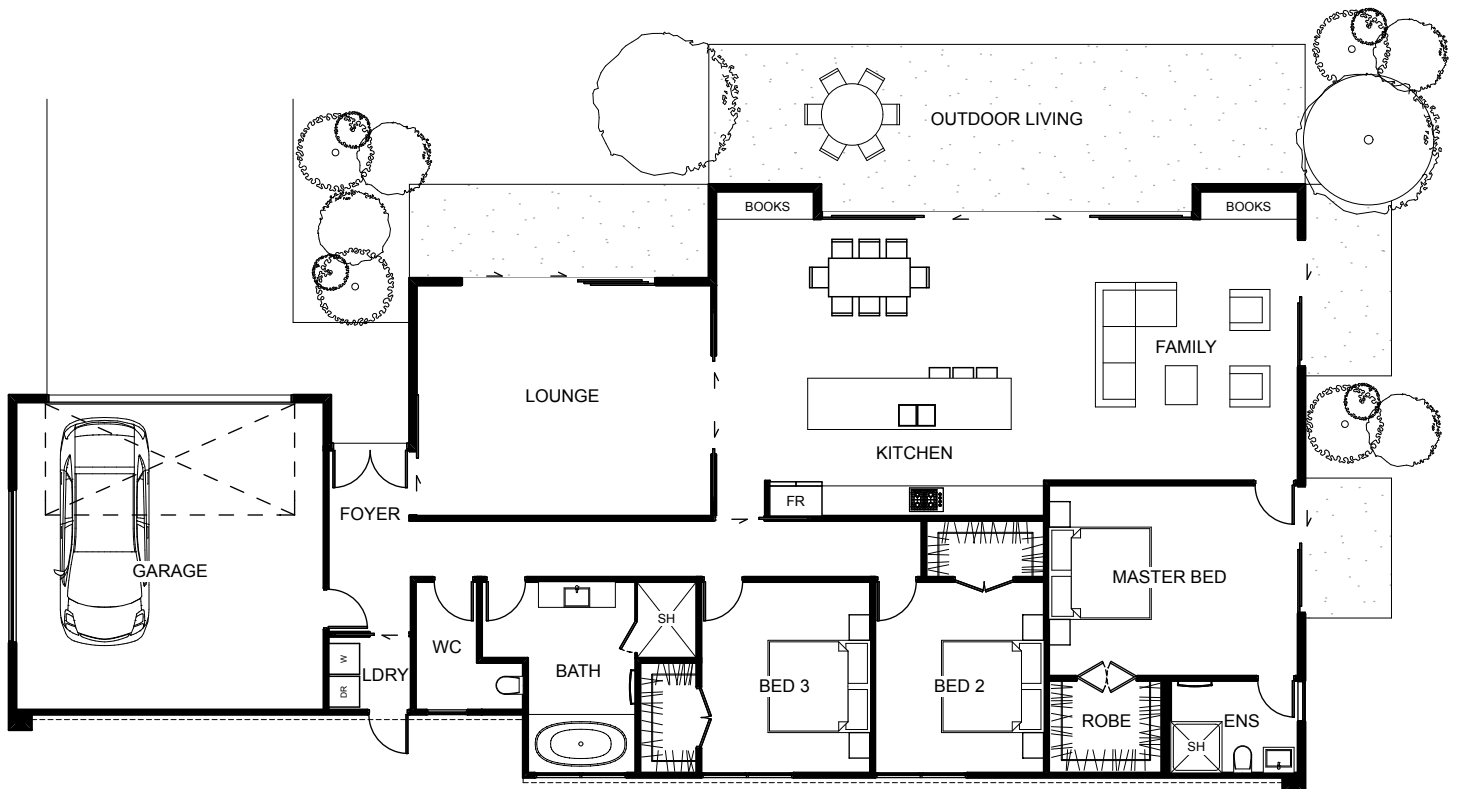 OUTDOOR LIVING
BOOKS
BOOKS
FAMILY
LOUNGE
KITCHEN
FR
FOYER
GARAGE
MASTER BED
SH
WC
W
LDRY
DR
BATH
BED 3
BED 2
ROBE
ENS
SH